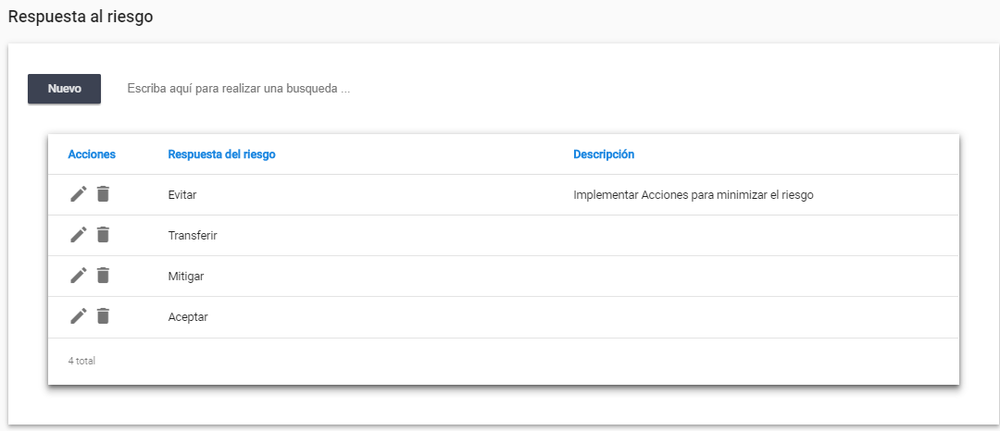 Respuesta al riesgo
Nuevo Escriba aquí para realizar una busqueda ...
Acciones Respuesta del riesgo Descripción
Evitar Implementar Acciones para minimizar el riesgo
Transferir
Mitigar
Aceptar
4 total